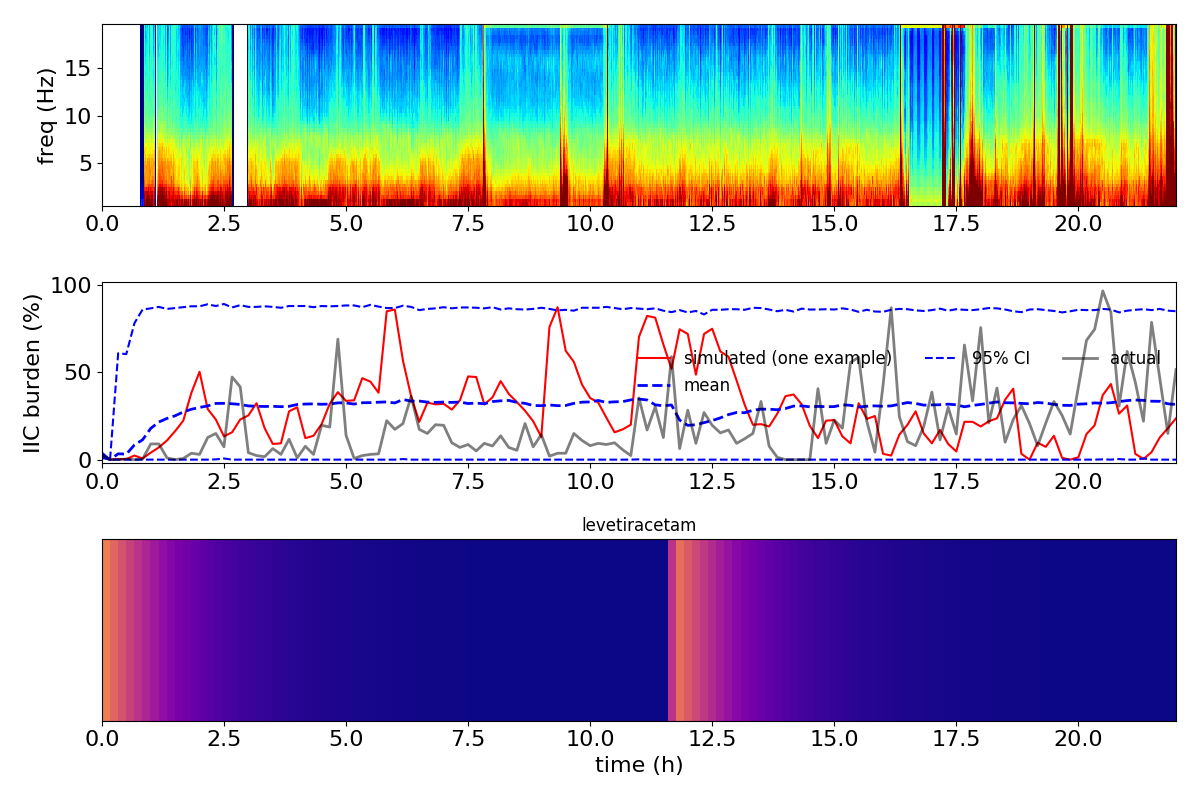 freq (Hz)
15
10
5
0.0 2.5 5.0 7.5 10.0 12.5 15.0 17.5 20.0
IIC burden (%)
100
50
0
simulated (one example) 95% CI actual
mean
0.0 2.5 5.0 7.5 10.0 12.5 15.0 17.5 20.0
levetiracetam
0.0 2.5 5.0 7.5 10.0 12.5 15.0 17.5 20.0
time (h)